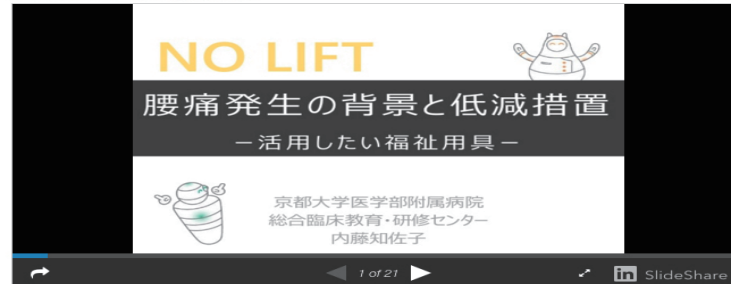 NO LIFT
腰痛発生の背景と低減措置
－活用したい福祉用具－
京都大学医学部附属病院
総合臨床教育・研修センター
内藤知佐子
1 of 21
in SlideShare